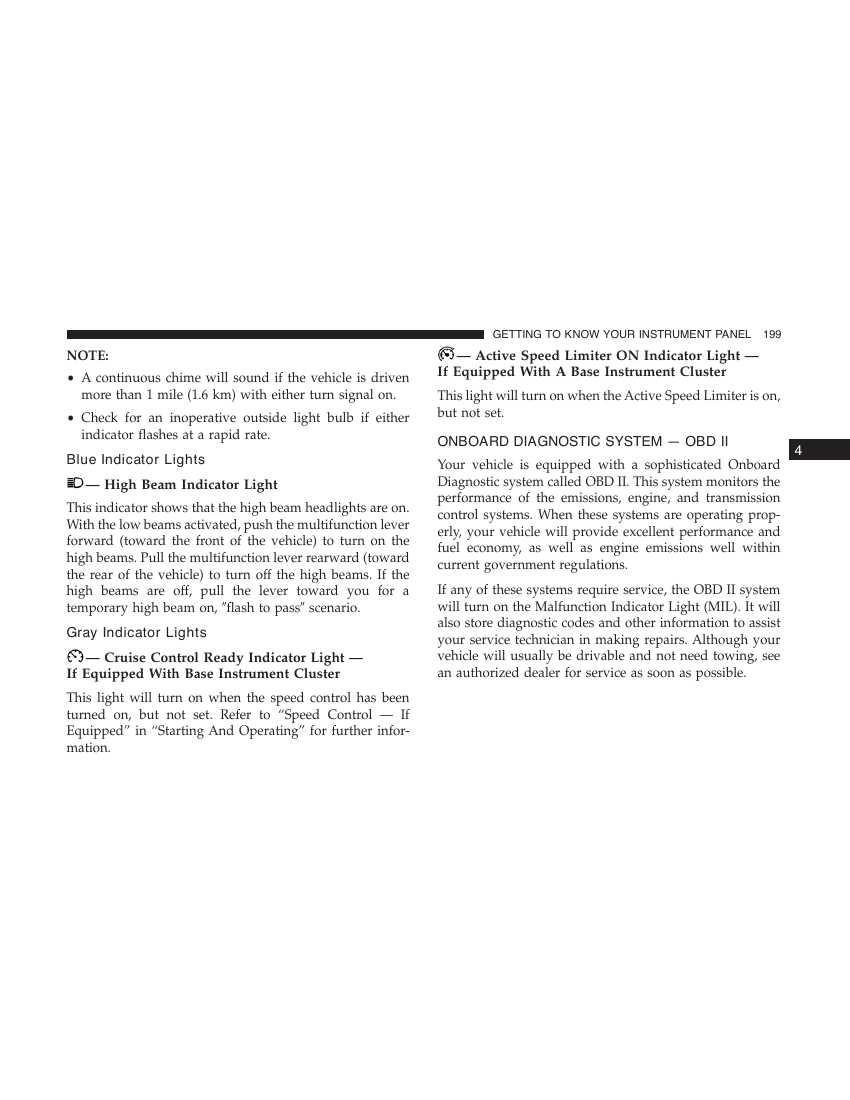 GETTING TO KNOW YOUR INSTRUMENT PANEL 199
NOTE:
• A continuous chime will sound if the vehicle is driven
more than 1 mile (1.6 km) with either turn signal on.
• Check for an inoperative outside light bulb if either
indicator flashes at a rapid rate.
Blue Indicator Lights
— High Beam Indicator Light
This indicator shows that the high beam headlights are on.
With the low beams activated, push the multifunction lever
forward (toward the front of the vehicle) to turn on the
high beams. Pull the multifunction lever rearward (toward
the rear of the vehicle) to turn off the high beams. If the
high beams are off, pull the lever toward you for a
temporary high beam on, ″flash to pass″ scenario.
Gray Indicator Lights
— Cruise Control Ready Indicator Light —
If Equipped With Base Instrument Cluster
This light will turn on when the speed control has been
turned on, but not set. Refer to “Speed Control — If
Equipped” in “Starting And Operating” for further infor-
mation.
— Active Speed Limiter ON Indicator Light —
If Equipped With A Base Instrument Cluster
This light will turn on when the Active Speed Limiter is on,
but not set.
ONBOARD DIAGNOSTIC SYSTEM — OBD II
Your vehicle is equipped with a sophisticated Onboard
Diagnostic system called OBD II. This system monitors the
performance of the emissions, engine, and transmission
control systems. When these systems are operating prop-
erly, your vehicle will provide excellent performance and
fuel economy, as well as engine emissions well within
current government regulations.
If any of these systems require service, the OBD II system
will turn on the Malfunction Indicator Light (MIL). It will
also store diagnostic codes and other information to assist
your service technician in making repairs. Although your
vehicle will usually be drivable and not need towing, see
an authorized dealer for service as soon as possible.
4